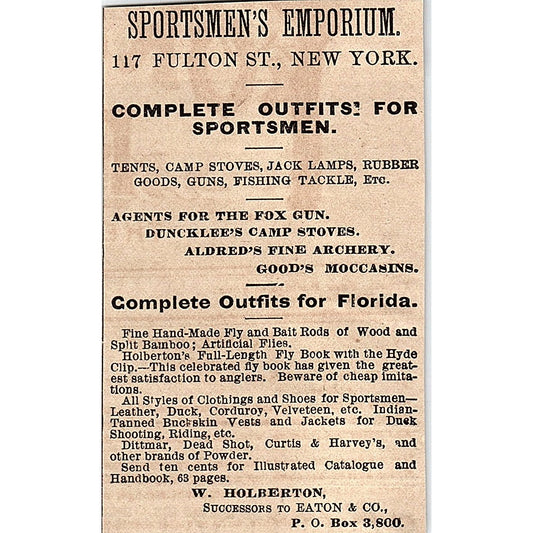 SPORTSMEN'S EMPORIUM.
117 FULTON ST., NEW YORK.
COMPLETE OUTFITS FOR
SPORTSMEN.
TENTS, CAMP STOVES, JACK LAMPS, RUBBER
GOODS, GUNS, FISHING TACKLE, ETC.
AGENTS FOR THE FOX GUN.
DUNCKLEE'S CAMP STOVES.
ALDRED'S FINE ARCHERY.
GOOD'S MOCCASINS.
Complete Outfits for Florida.
Fine Hand-Made Fly and Bait Rods of Wood and
Split Bamboo; Artificial Flies.
Holberton's Full-Length Fly Book with the Hyde
Clip.—This celebrated fly book has given the great-
est satisfaction to anglers. Beware of cheap imita-
tions.
All Styles of Clothings and Shoes for Sportsmen—
Leather, Duck, Corduroy, Velveteen, etc. Indian-
Tanned Buckskin Vests and Jackets for Duck
Shooting, Riding, etc.
Dittmar, Dead Shot, Curtis & Harvey's, and
other brands of Powder.
Send ten cents for Illustrated Catalogue and
Handbook, 63 pages.
W. HOLBERTON,
SUCCESSORS TO EATON & CO.,
P. O. Box 3,800.